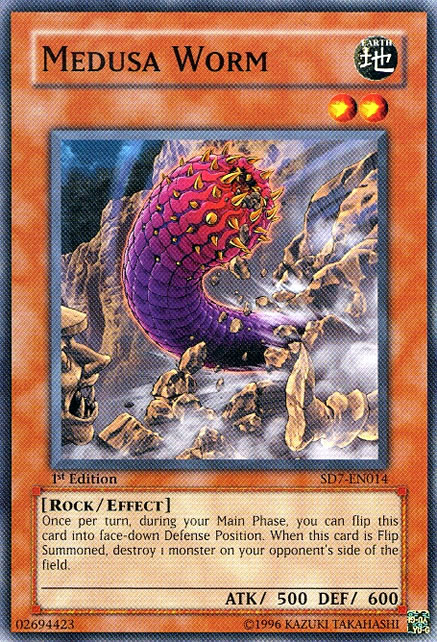 MEDUSA WORM
EARTH
地
1st Edition
SD7-EN014
[ROCK/EFFECT]
Once per turn, during your Main Phase, you can flip this
card into face-down Defense Position. When this card is Flip
Summoned, destroy 1 monster on your opponent's side of the
field.
ATK/ 500 DEF/ 600
02694423
©1996 KAZUKI TAKAHASHI